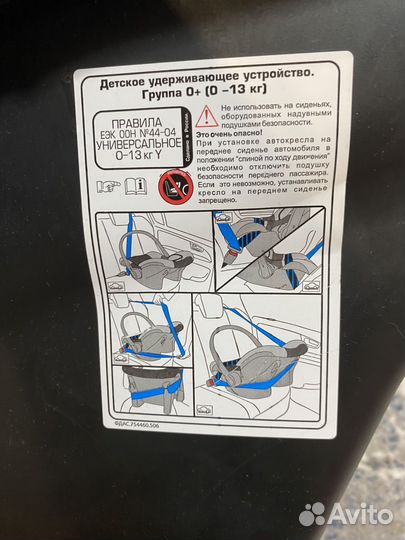 Детское удерживающее устройство.
Группа 0+ (0 –13 кг)
ПРАВИЛА
ЕЭК ООН №44-04
УНИВЕРСАЛЬНОЕ
0–13 кг Y
Сделано в России.
Не использовать на сиденьях,
оборудованных надувными
подушками безопасности.
Это очень опасно!
При установке автокресла на
переднее сиденье автомобиля в
положении "спиной по ходу движения"
необходимо отключить подушку
безопасности переднего пассажира.
Если это невозможно, устанавливать
кресло на переднем сиденье
запрещено.
ФДАС.754460.506
Avito